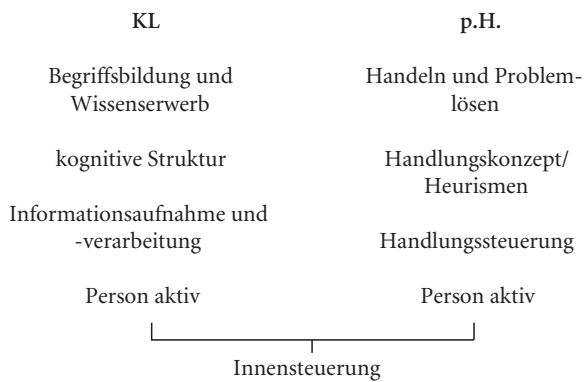 KL
Begriffsbildung und
Wissenserwerb
kognitive Struktur
Informationsaufnahme und
-verarbeitung
Person aktiv
p.H.
Handeln und Problem-
lösen
Handlungskonzept/
Heurismen
Handlungssteuerung
Person aktiv
Innensteuerung